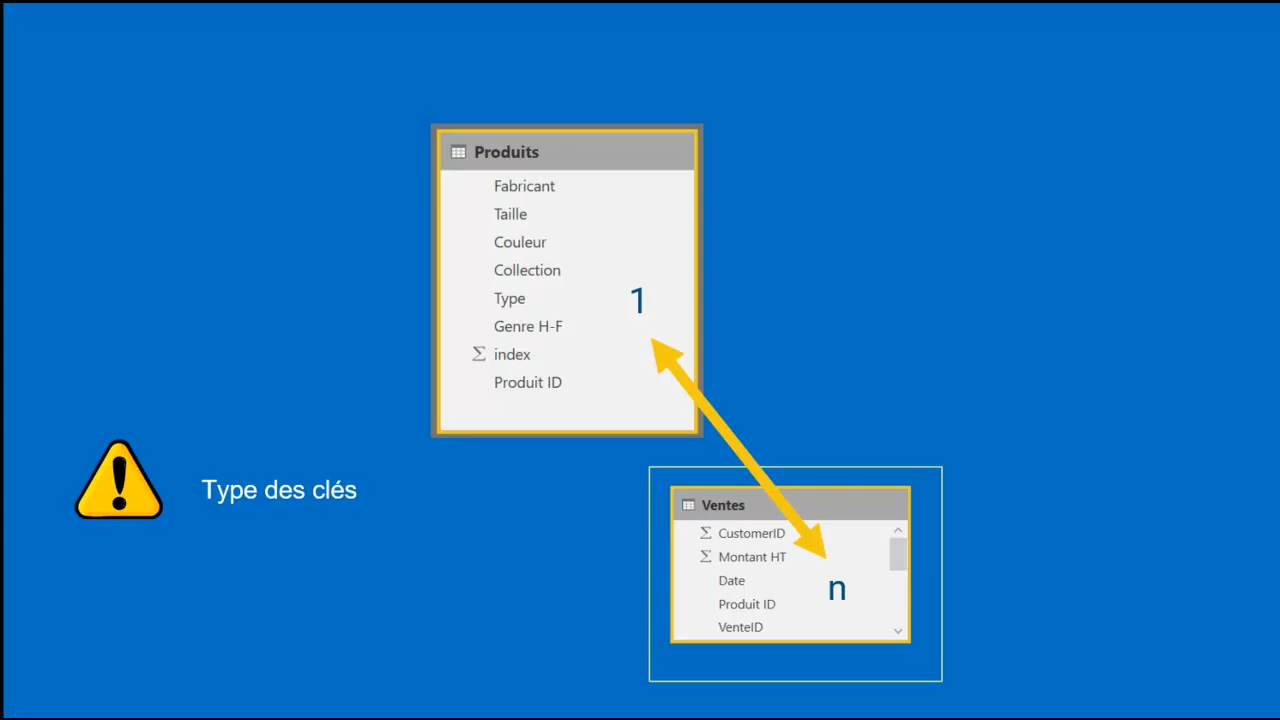 Produits
Fabricant
Taille
Couleur
Collection
Type
1
Genre H-F
Σ index
Produit ID
Type des clés
Ventes
Σ CustomerID
Σ Montant HT
Date
n
Produit ID
VenteID